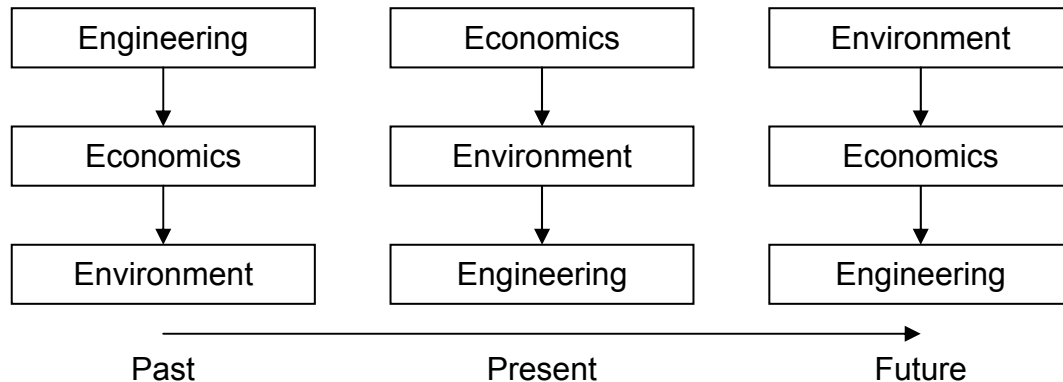 Engineering
Economics
Environment
Economics
Environment
Engineering
Environment
Economics
Engineering
Past
Present
Future